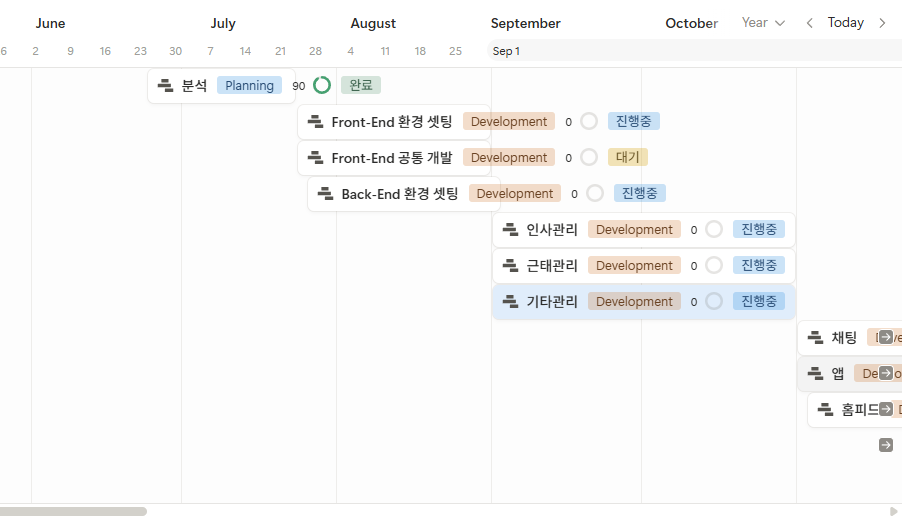 June July August September October Year Today
6 2 9 16 23 30 7 14 21 28 4 11 18 25 Sep 1
분석 Planning 90 완료
Front-End 환경 셋팅 Development 0 진행중
Front-End 공통 개발 Development 0 대기
Back-End 환경 셋팅 Development 0 진행중
인사관리 Development 0 진행중
근태관리 Development 0 진행중
기타관리 Development 0 진행중
채팅
앱
홈피드